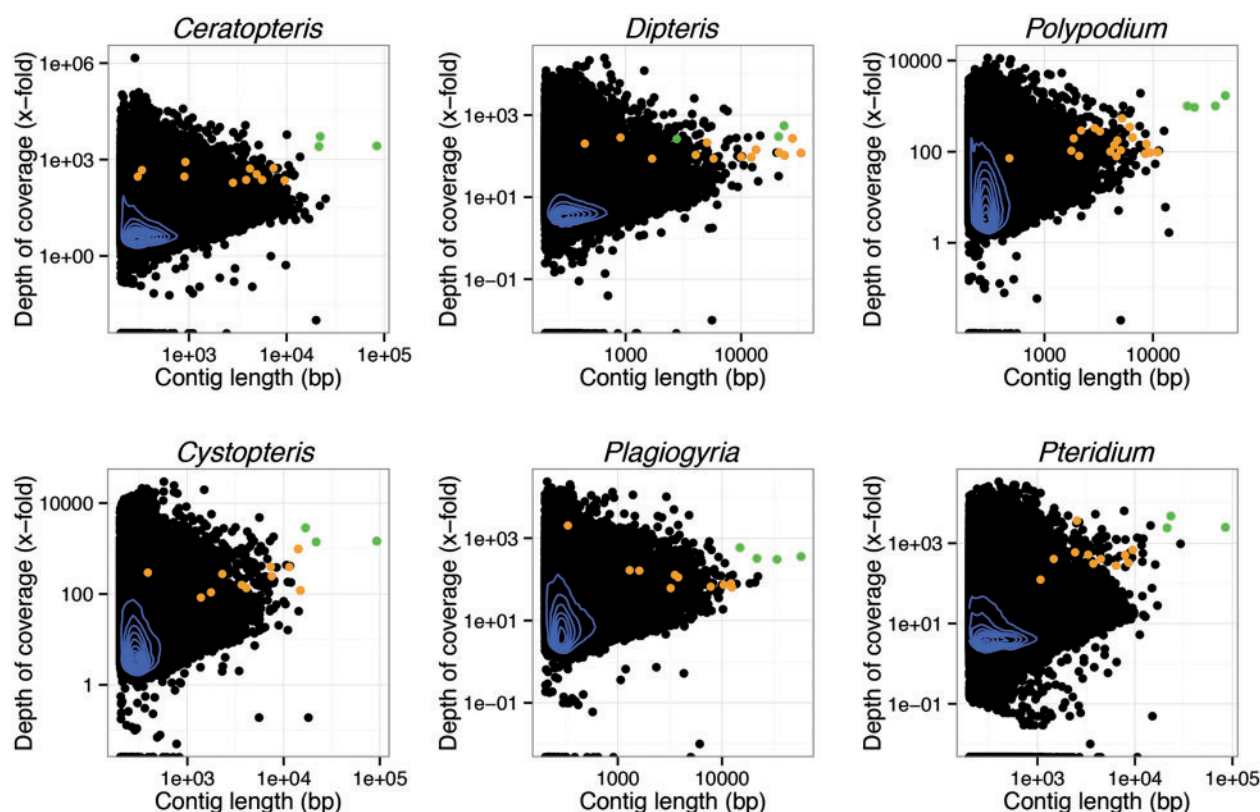 Ceratopteris
Dipteris
Polypodium
Depth of coverage (x−fold)
1e+06
1e+03
1e+00
1e+03
1e+04
1e+05
Contig length (bp)
Depth of coverage (x−fold)
1e+03
1e+01
1e−01
1000
10000
Contig length (bp)
Depth of coverage (x−fold)
10000
100
1
1000
10000
Contig length (bp)
Cystopteris
Plagiogyria
Pteridium
Depth of coverage (x−fold)
10000
100
1
1e+03
1e+04
1e+05
Contig length (bp)
Depth of coverage (x−fold)
1e+03
1e+01
1e−01
1000
10000
Contig length (bp)
Depth of coverage (x−fold)
1e+03
1e+01
1e−01
1e+03
1e+04
1e+05
Contig length (bp)